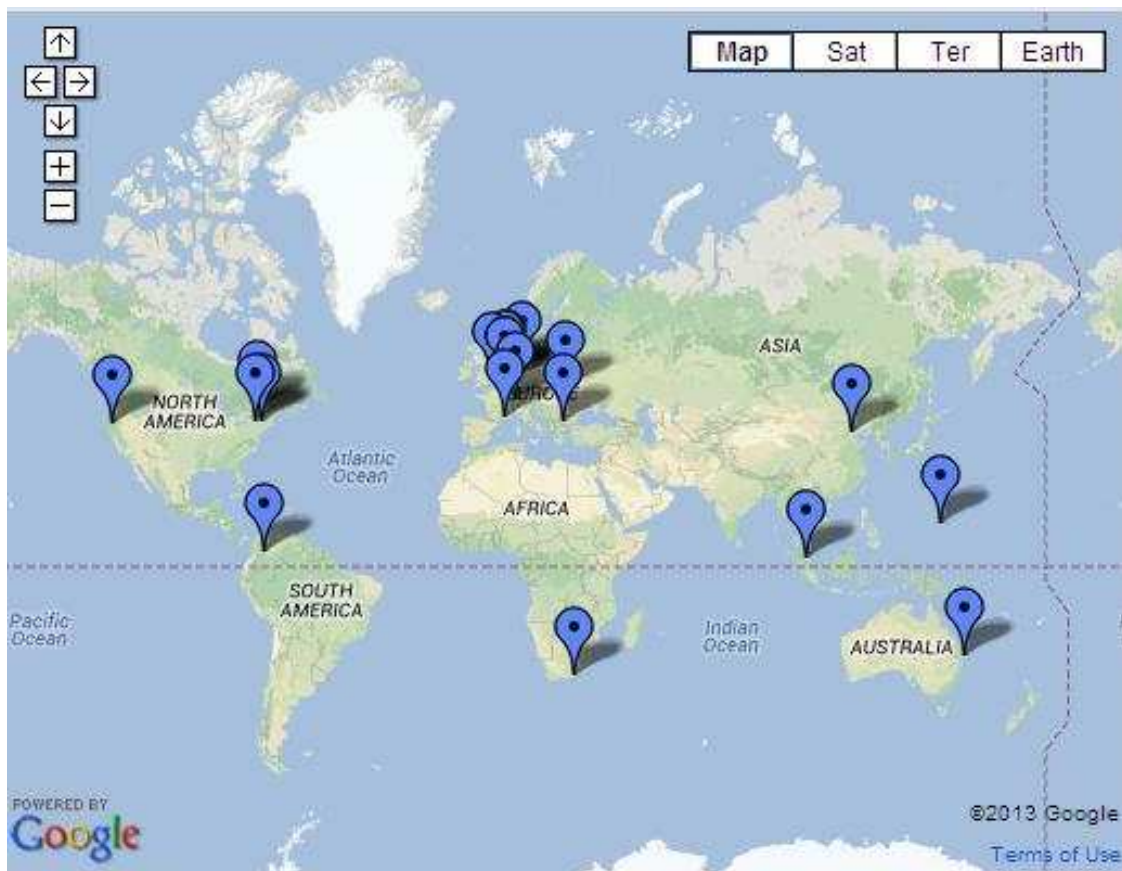 Map
Sat
Ter
Earth
ASIA
EUROPE
NORTH
AMERICA
Atlantic
Ocean
AFRICA
SOUTH
AMERICA
Pacific
Ocean
Indian
Ocean
AUSTRALIA
POWERED BY
Google
©2013 Google
Terms of Use